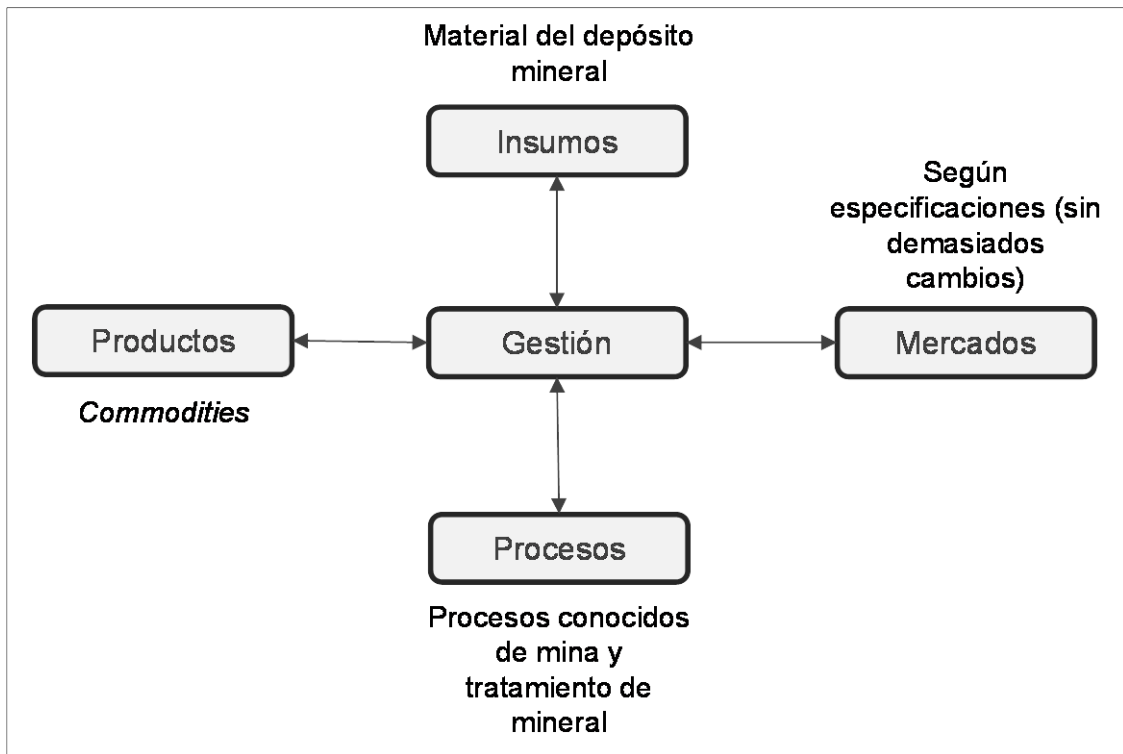 Material del depósito
mineral
Insumos
Según
especificaciones (sin
demasiados
cambios)
Productos
Gestión
Mercados
Commodities
Procesos
Procesos conocidos
de mina y
tratamiento de
mineral